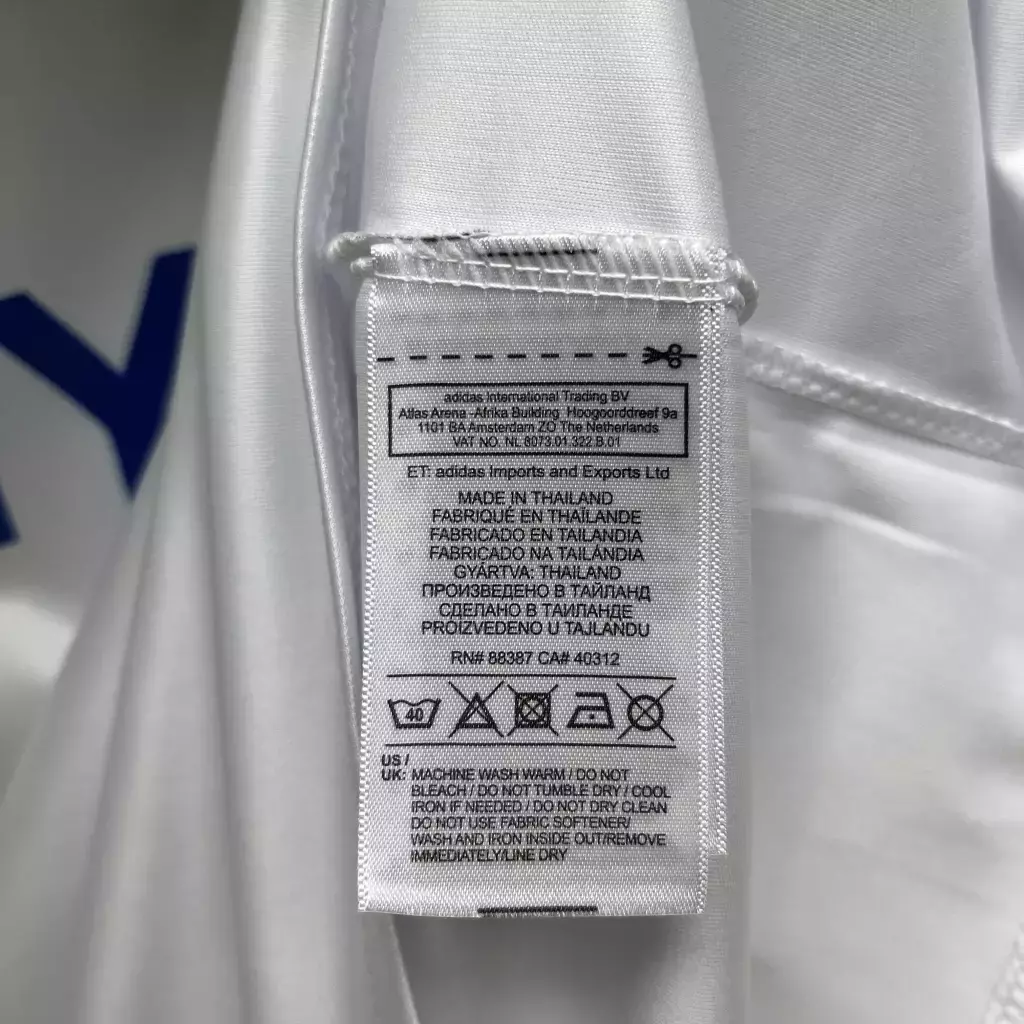 Y
adidas International Trading BV
Atlas Arena -Afrika Building Hoogoorddreef 9a
1101 BA Amsterdam ZO The Netherlands
VAT NO. NL 8073.01.322.B.01
ET: adidas Imports and Exports Ltd
MADE IN THAILAND
FABRIQUÉ EN THAÏLANDE
FABRICADO EN TAILANDIA
FABRICADO NA TAILÂNDIA
GYÁRTVA: THAILAND
ПРОИЗВЕДЕНО В ТАЙЛАНД
СДЕЛАНО В ТАИЛАНДЕ
PROIZVEDENO U TAJLANDU
RN# 88387 CA# 40312
40
US /
UK: MACHINE WASH WARM / DO NOT
BLEACH / DO NOT TUMBLE DRY / COOL
IRON IF NEEDED / DO NOT DRY CLEAN
DO NOT USE FABRIC SOFTENER/
WASH AND IRON INSIDE OUT/REMOVE
IMMEDIATELY/LINE DRY